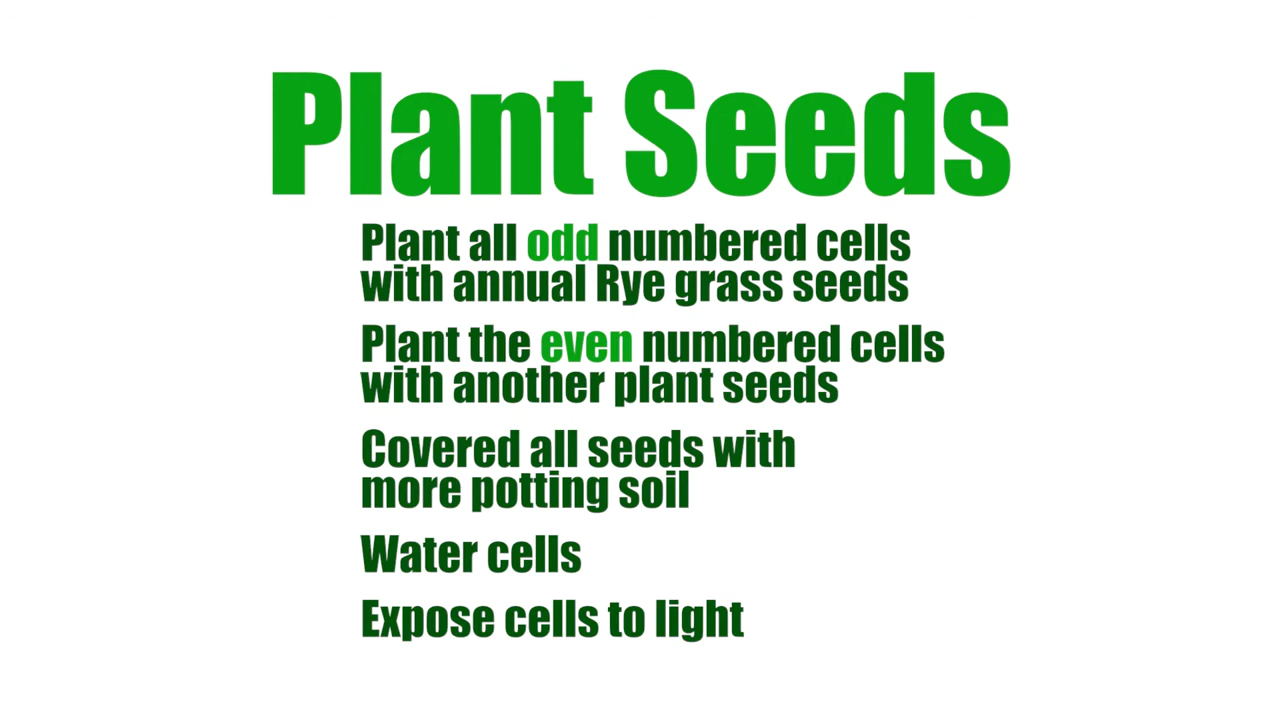 Plant Seeds
Plant all odd numbered cells
with annual Rye grass seeds
Plant the even numbered cells
with another plant seeds
Covered all seeds with
more potting soil
Water cells
Expose cells to light